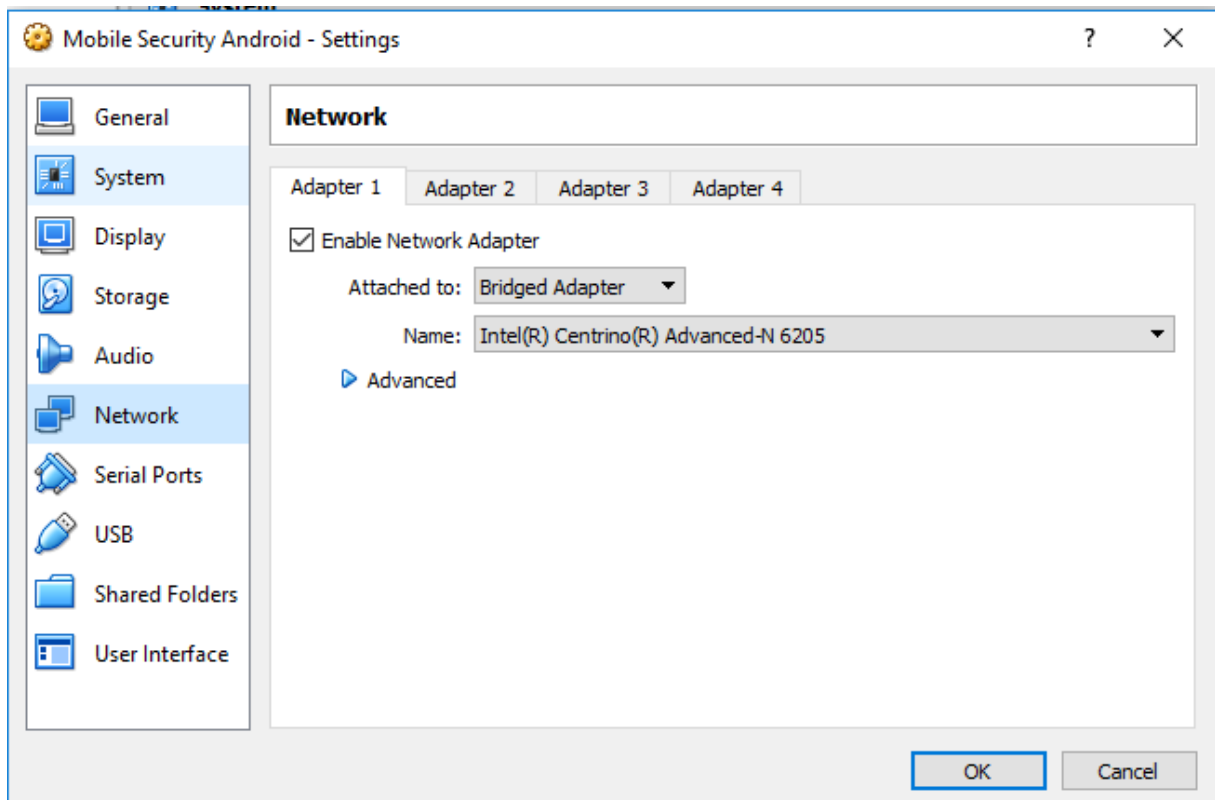 System
Mobile Security Android - Settings ?
General
System
Display
Storage
Audio
Network
Serial Ports
USB
Shared Folders
User Interface
Network
Adapter 1 Adapter 2 Adapter 3 Adapter 4
Enable Network Adapter
Attached to: Bridged Adapter
Name: Intel(R) Centrino(R) Advanced-N 6205
Advanced
OK Cancel